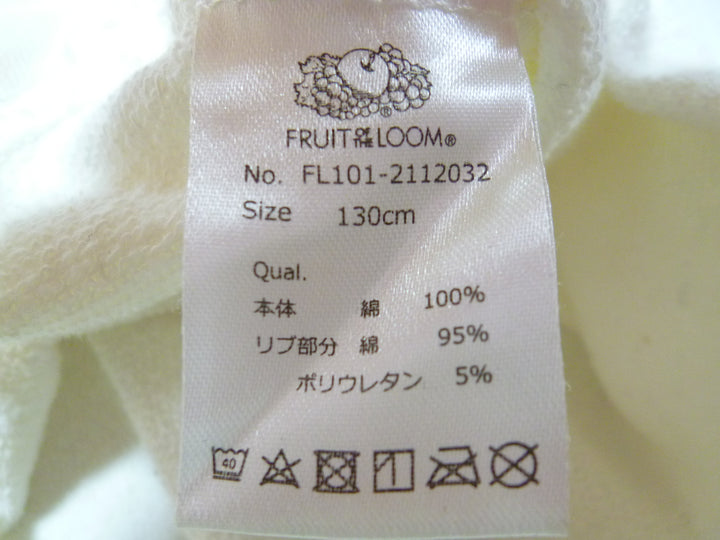 FRUIT OF THE LOOM®
No. FL101-2112032
Size 130cm
Qual.
本体 綿 100%
リブ部分 綿 95%
ポリウレタン 5%
40